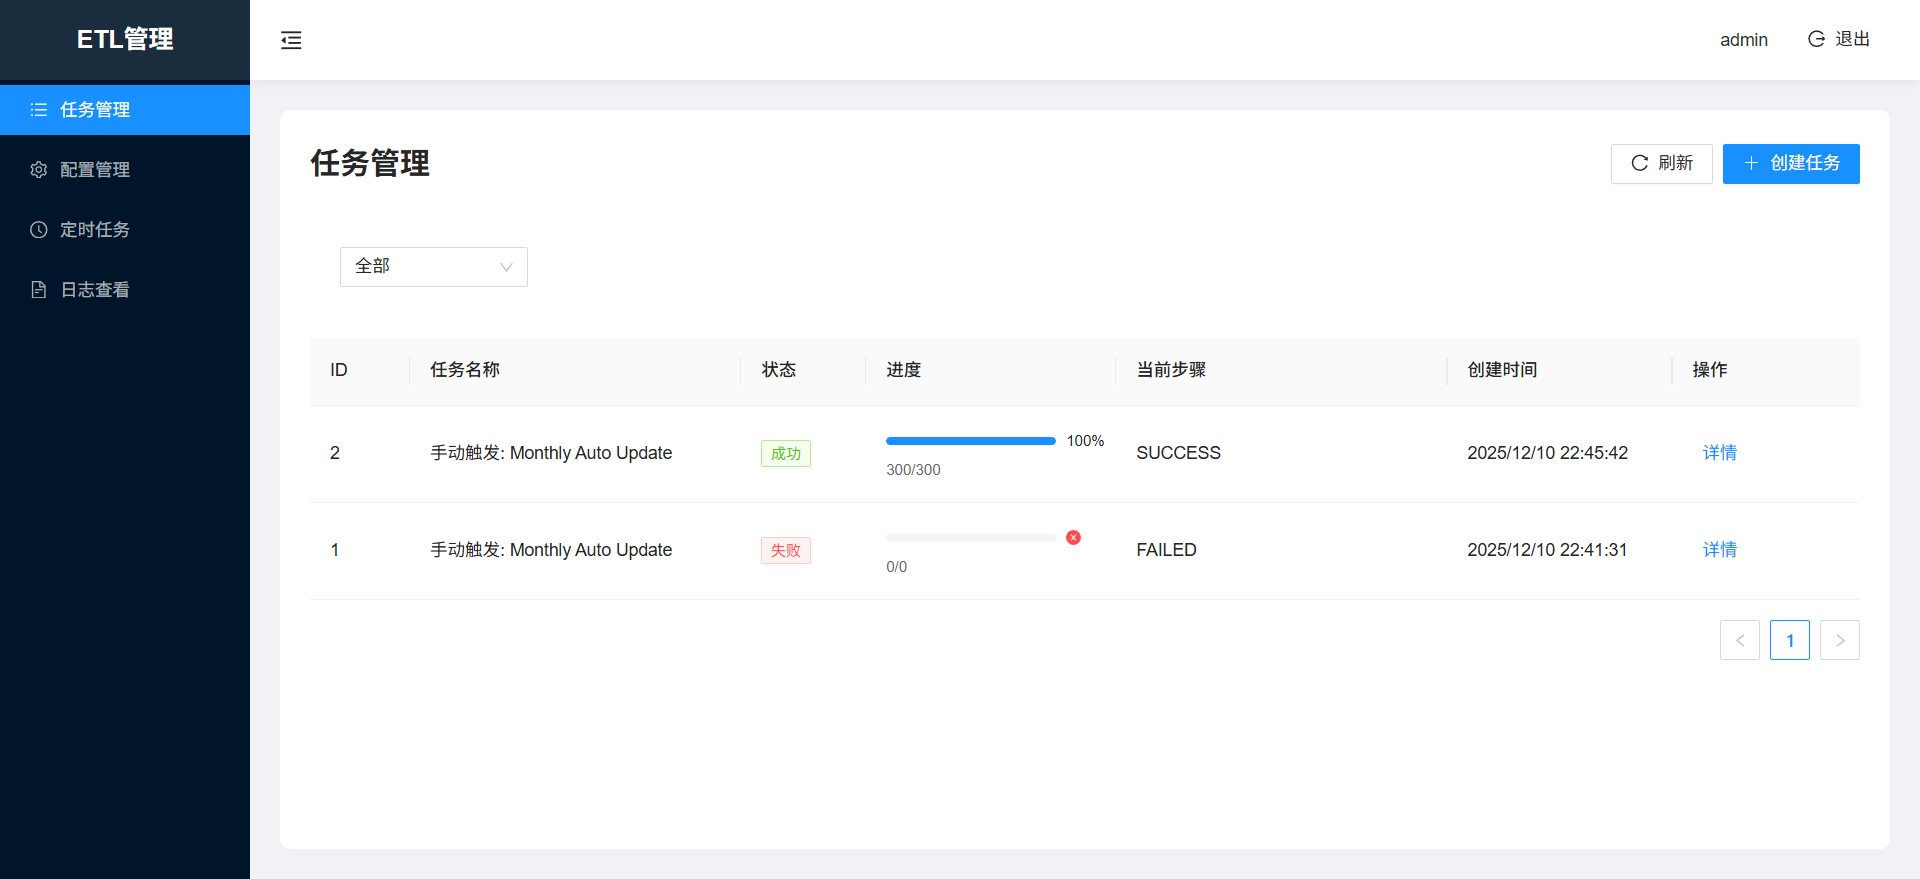 ETL管理
admin
退出
任务管理
配置管理
定时任务
日志查看
任务管理
刷新
创建任务
全部
ID 任务名称 状态 进度 当前步骤 创建时间 操作
2 手动触发: Monthly Auto Update 成功 100% SUCCESS 2025/12/10 22:45:42 详情
300/300
1 手动触发: Monthly Auto Update 失败 FAILED 2025/12/10 22:41:31 详情
0/0
1